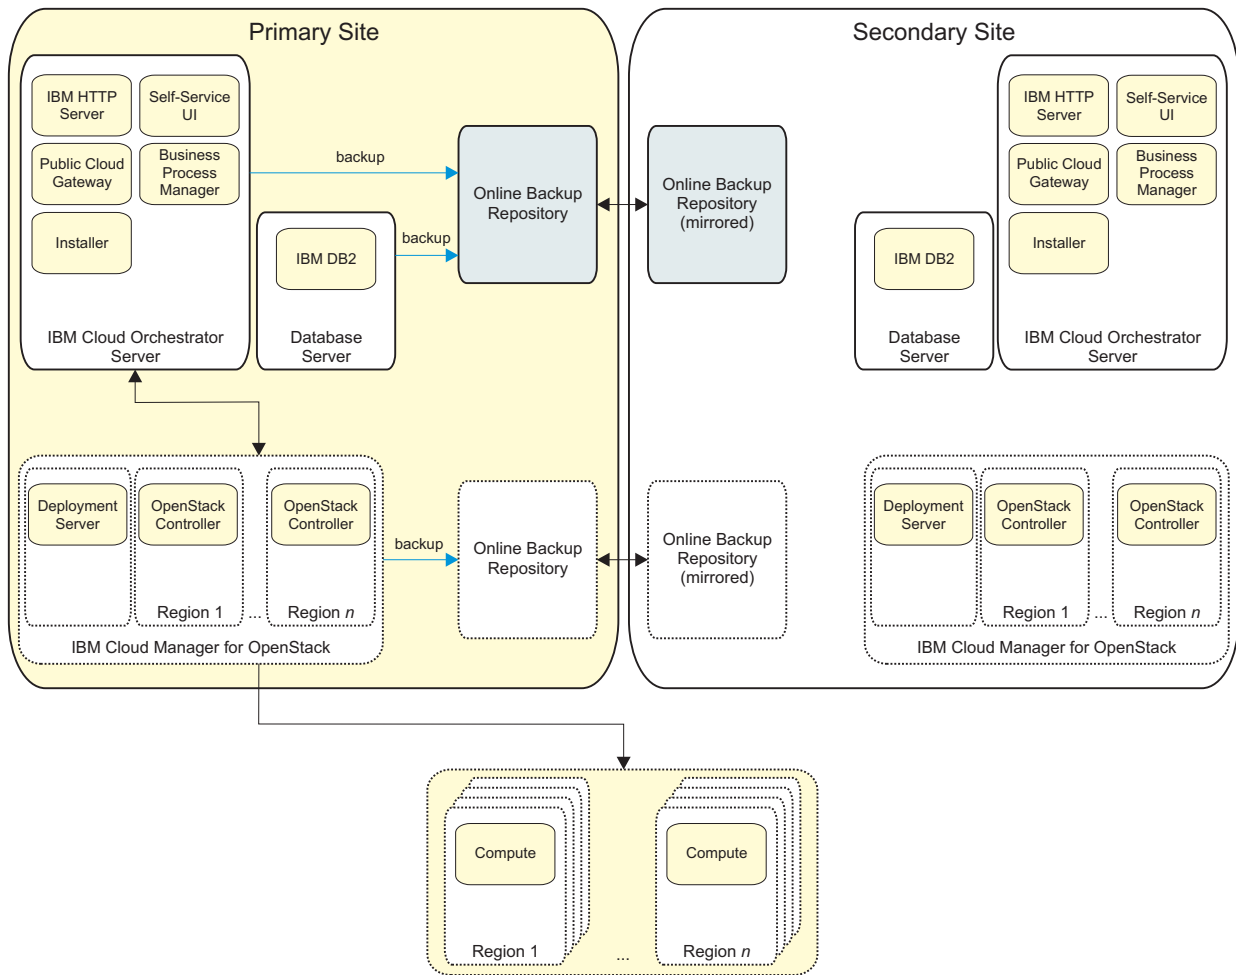 Primary Site
IBM HTTP
Server
Self-Service
UI
Public Cloud
Gateway
Business
Process
Manager
Installer
IBM Cloud Orchestrator
Server
IBM DB2
Database
Server
backup
backup
Online Backup
Repository
Deployment
Server
OpenStack
Controller
Region 1
...
OpenStack
Controller
Region n
IBM Cloud Manager for OpenStack
backup
Online Backup
Repository
Secondary Site
Online Backup
Repository
(mirrored)
IBM DB2
Database
Server
IBM HTTP
Server
Self-Service
UI
Public Cloud
Gateway
Business
Process
Manager
Installer
IBM Cloud Orchestrator
Server
Online Backup
Repository
(mirrored)
Deployment
Server
OpenStack
Controller
Region 1
...
OpenStack
Controller
Region n
IBM Cloud Manager for OpenStack
Compute
Region 1
...
Compute
Region n